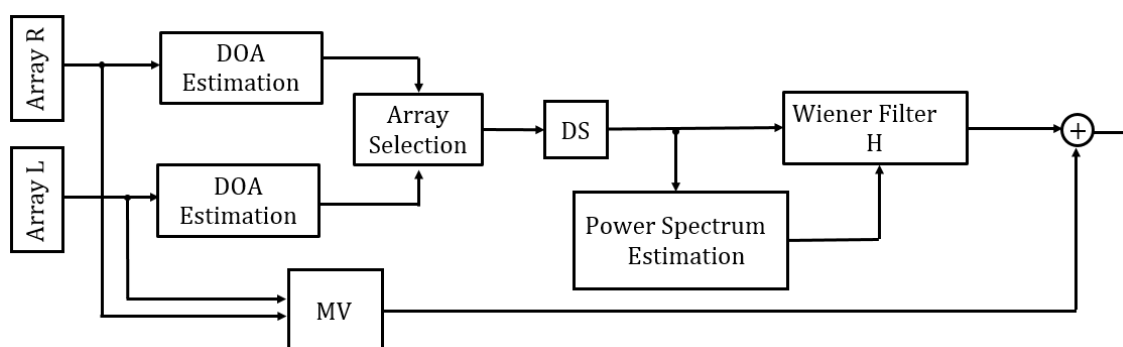 Array R
DOA
Estimation
Array
Selection
DS
Wiener Filter
H
+
Array L
DOA
Estimation
Power Spectrum
Estimation
MV